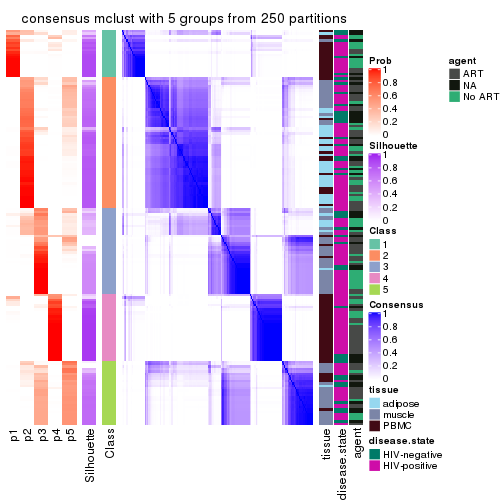 consensus mclust with 5 groups from 250 partitions
Prob
1
0.8
0.6
0.4
0.2
0
Silhouette
1
0.8
0.6
0.4
0.2
0
Class
1
2
3
4
5
Consensus
1
0.8
0.6
0.4
0.2
0
tissue
adipose
muscle
PBMC
disease.state
HIV-negative
HIV-positive
agent
ART
NA
No ART
p1
p2
p3
p4
p5
Silhouette
Class
tissue
disease.state
agent